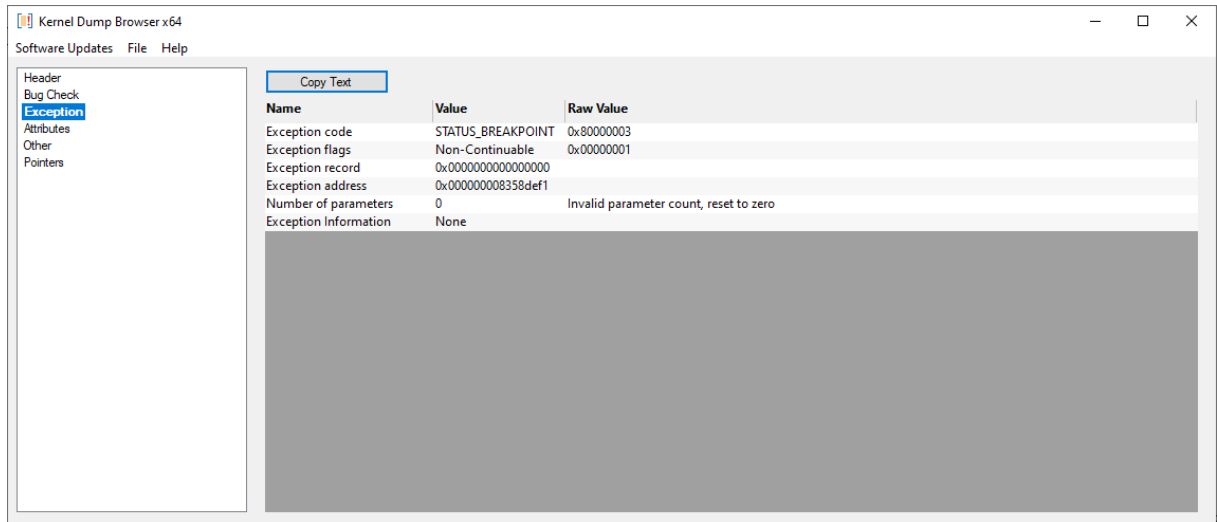 Kernel Dump Browser x64
Software Updates File Help
Header
Bug Check
Exception
Attributes
Other
Pointers
Copy Text
Name Value Raw Value
Exception code STATUS_BREAKPOINT 0x80000003
Exception flags Non-Continuable 0x00000001
Exception record 0x0000000000000000
Exception address 0x000000008358def1
Number of parameters 0 Invalid parameter count, reset to zero
Exception Information None